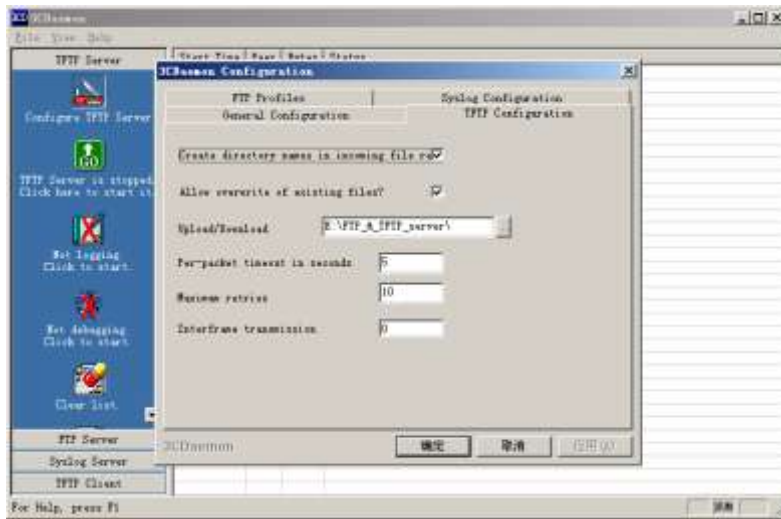 3CDaemon
File View Help
TFTP Server
Start Time Peer Bytes Status
3CDaemon Configuration
FTP Profiles
Syslog Configuration
General Configuration
TFTP Configuration
Configure TFTP Server
Create directory names in incoming file
GO
TFTP Server is stopped.
Click here to start it.
Allow overwrite of existing files?
Upload/Download
E:\FTP_&_TFTP_server\
...
Not logging
Click to start.
Per-packet timeout in seconds
5
Maximum retries
10
Not debugging
Click to start.
Interframe transmission
0
Clear list
FTP Server
3CDaemon
确定
取消
应用(A)
Syslog Server
TFTP Client
For Help, press F1